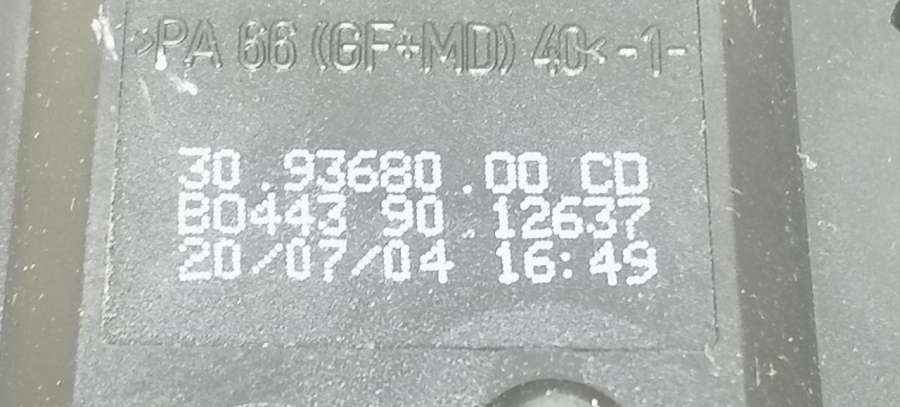 >PA 66 (GF+MD) 40< -1-
30.93680.00 CD
B0443 90.12637
20/07/04 16:49